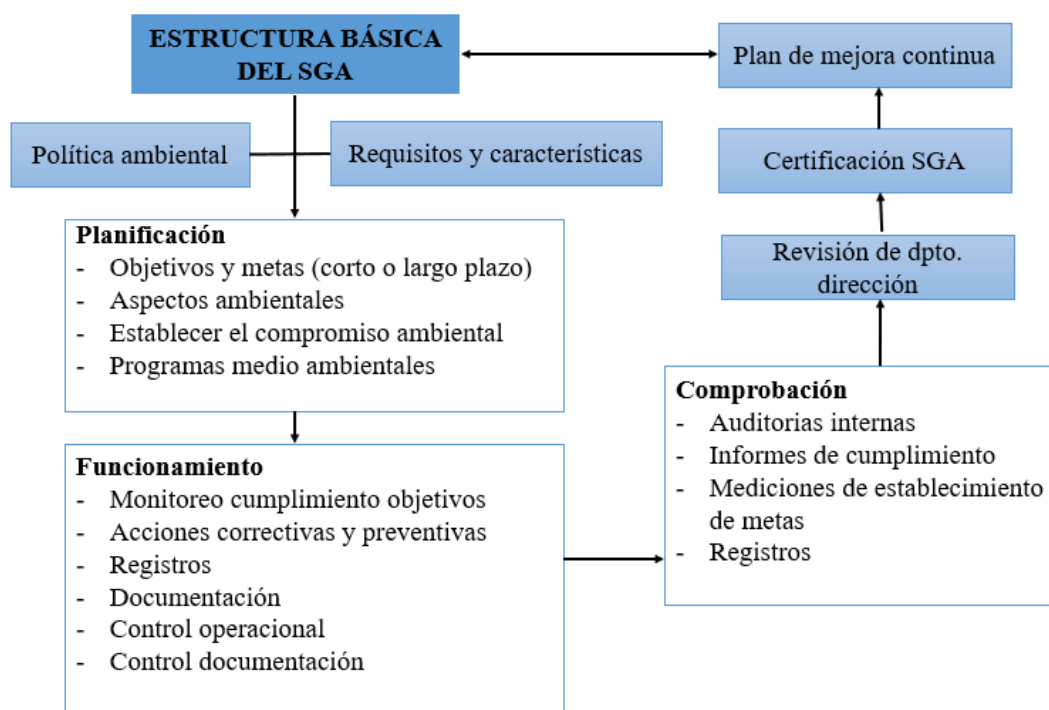 ESTRUCTURA BÁSICA
DEL SGA
Política ambiental
Requisitos y características
Planificación
- Objetivos y metas (corto o largo plazo)
- Aspectos ambientales
- Establecer el compromiso ambiental
- Programas medio ambientales
Funcionamiento
- Monitoreo cumplimiento objetivos
- Acciones correctivas y preventivas
- Registros
- Documentación
- Control operacional
- Control documentación
Comprobación
- Auditorias internas
- Informes de cumplimiento
- Mediciones de establecimiento
de metas
- Registros
Revisión de dpto.
dirección
Certificación SGA
Plan de mejora continua